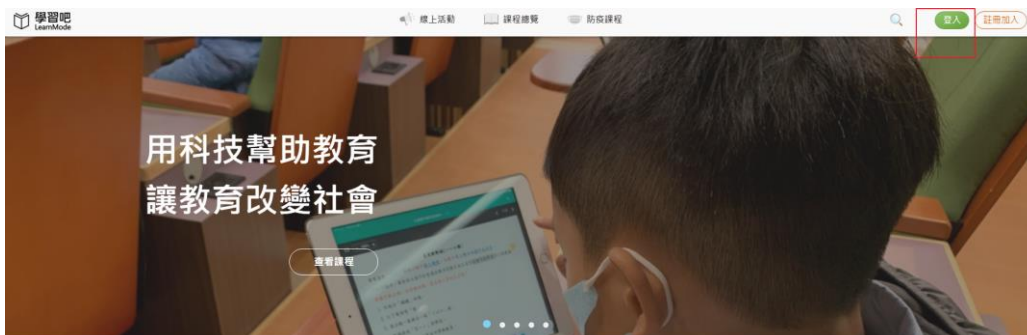 學習吧
LearnMode
線上活動
課程總覽
防疫課程
登入
註冊加入
用科技幫助教育
讓教育改變社會
查看課程